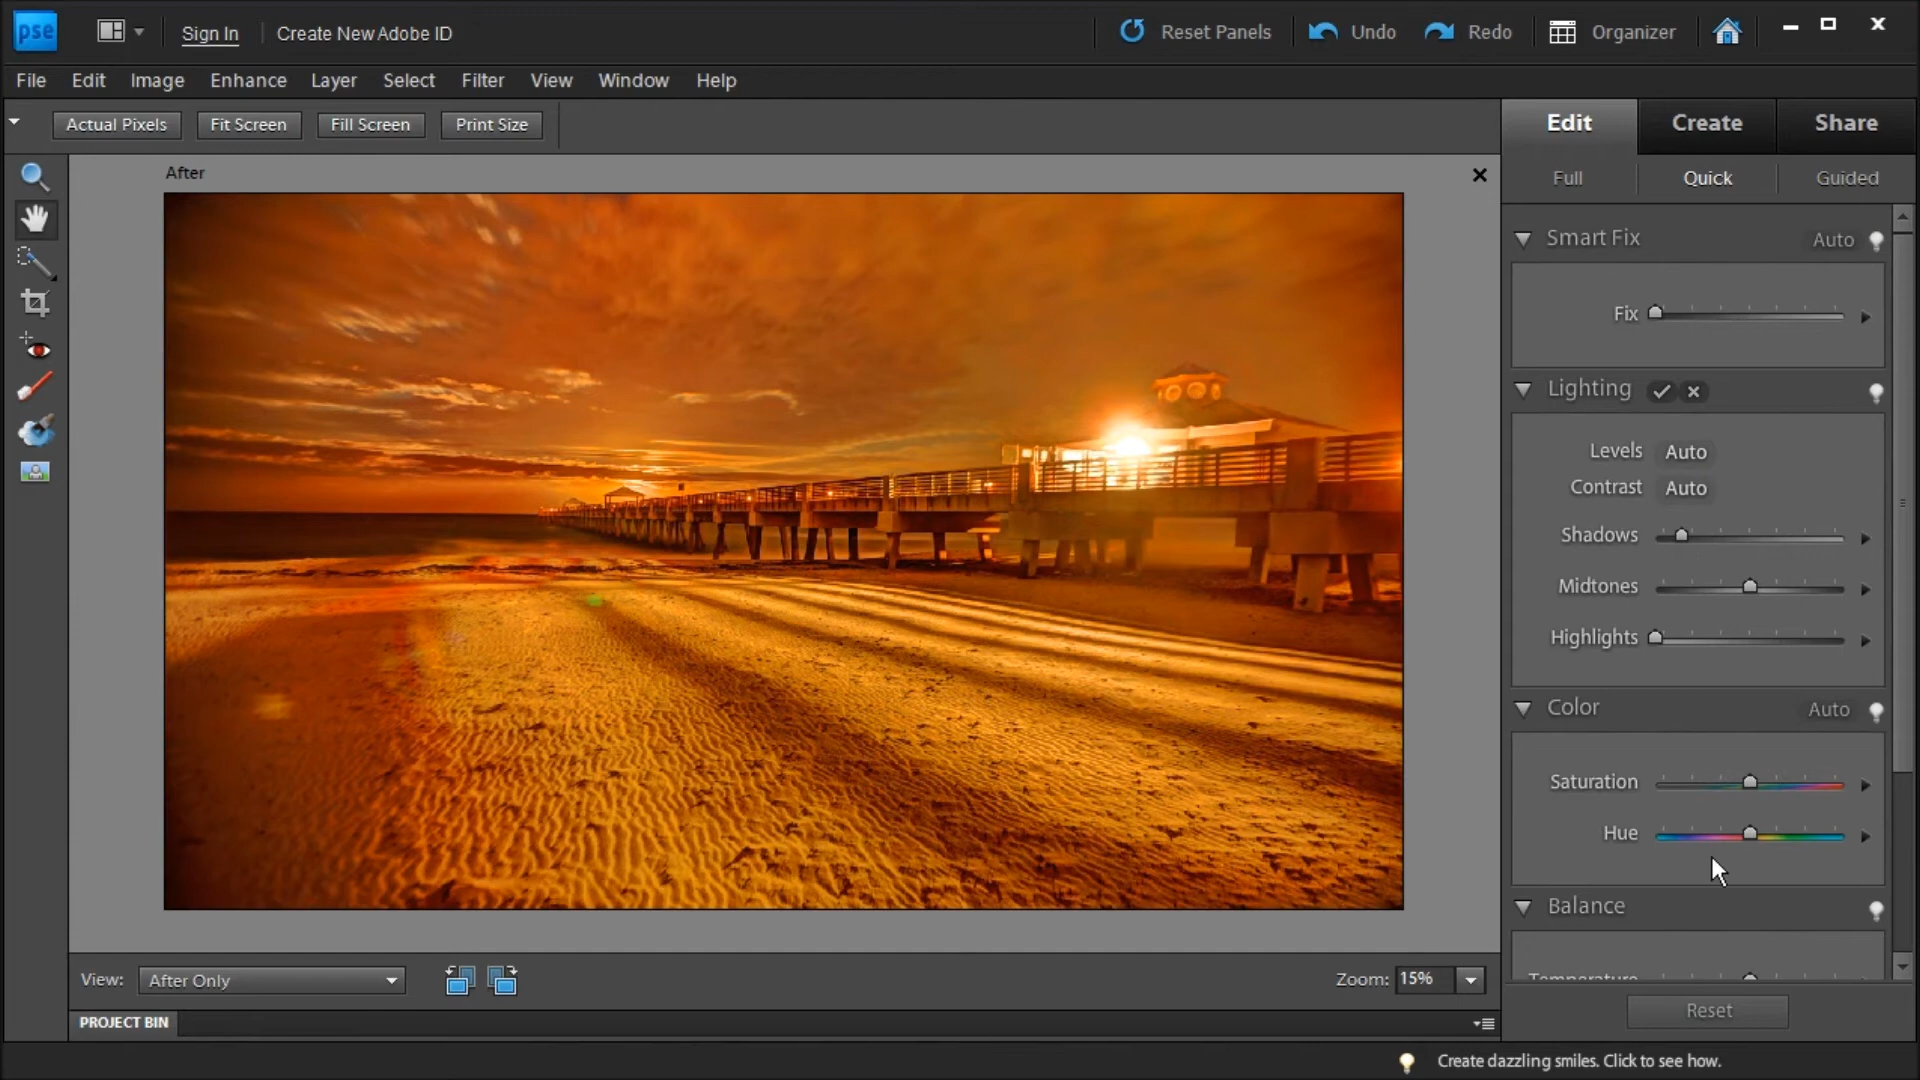 pse Sign In Create New Adobe ID Reset Panels Undo Redo Organizer
File Edit Image Enhance Layer Select Filter View Window Help
Actual Pixels Fit Screen Fill Screen Print Size
Edit Create Share
Full Quick Guided
After
Smart Fix Auto
Fix
Lighting
Levels Auto
Contrast Auto
Shadows
Midtones
Highlights
Color Auto
Saturation
Hue
Balance
Temperature
View: After Only Zoom: 15%
Reset
PROJECT BIN
Create dazzling smiles. Click to see how.